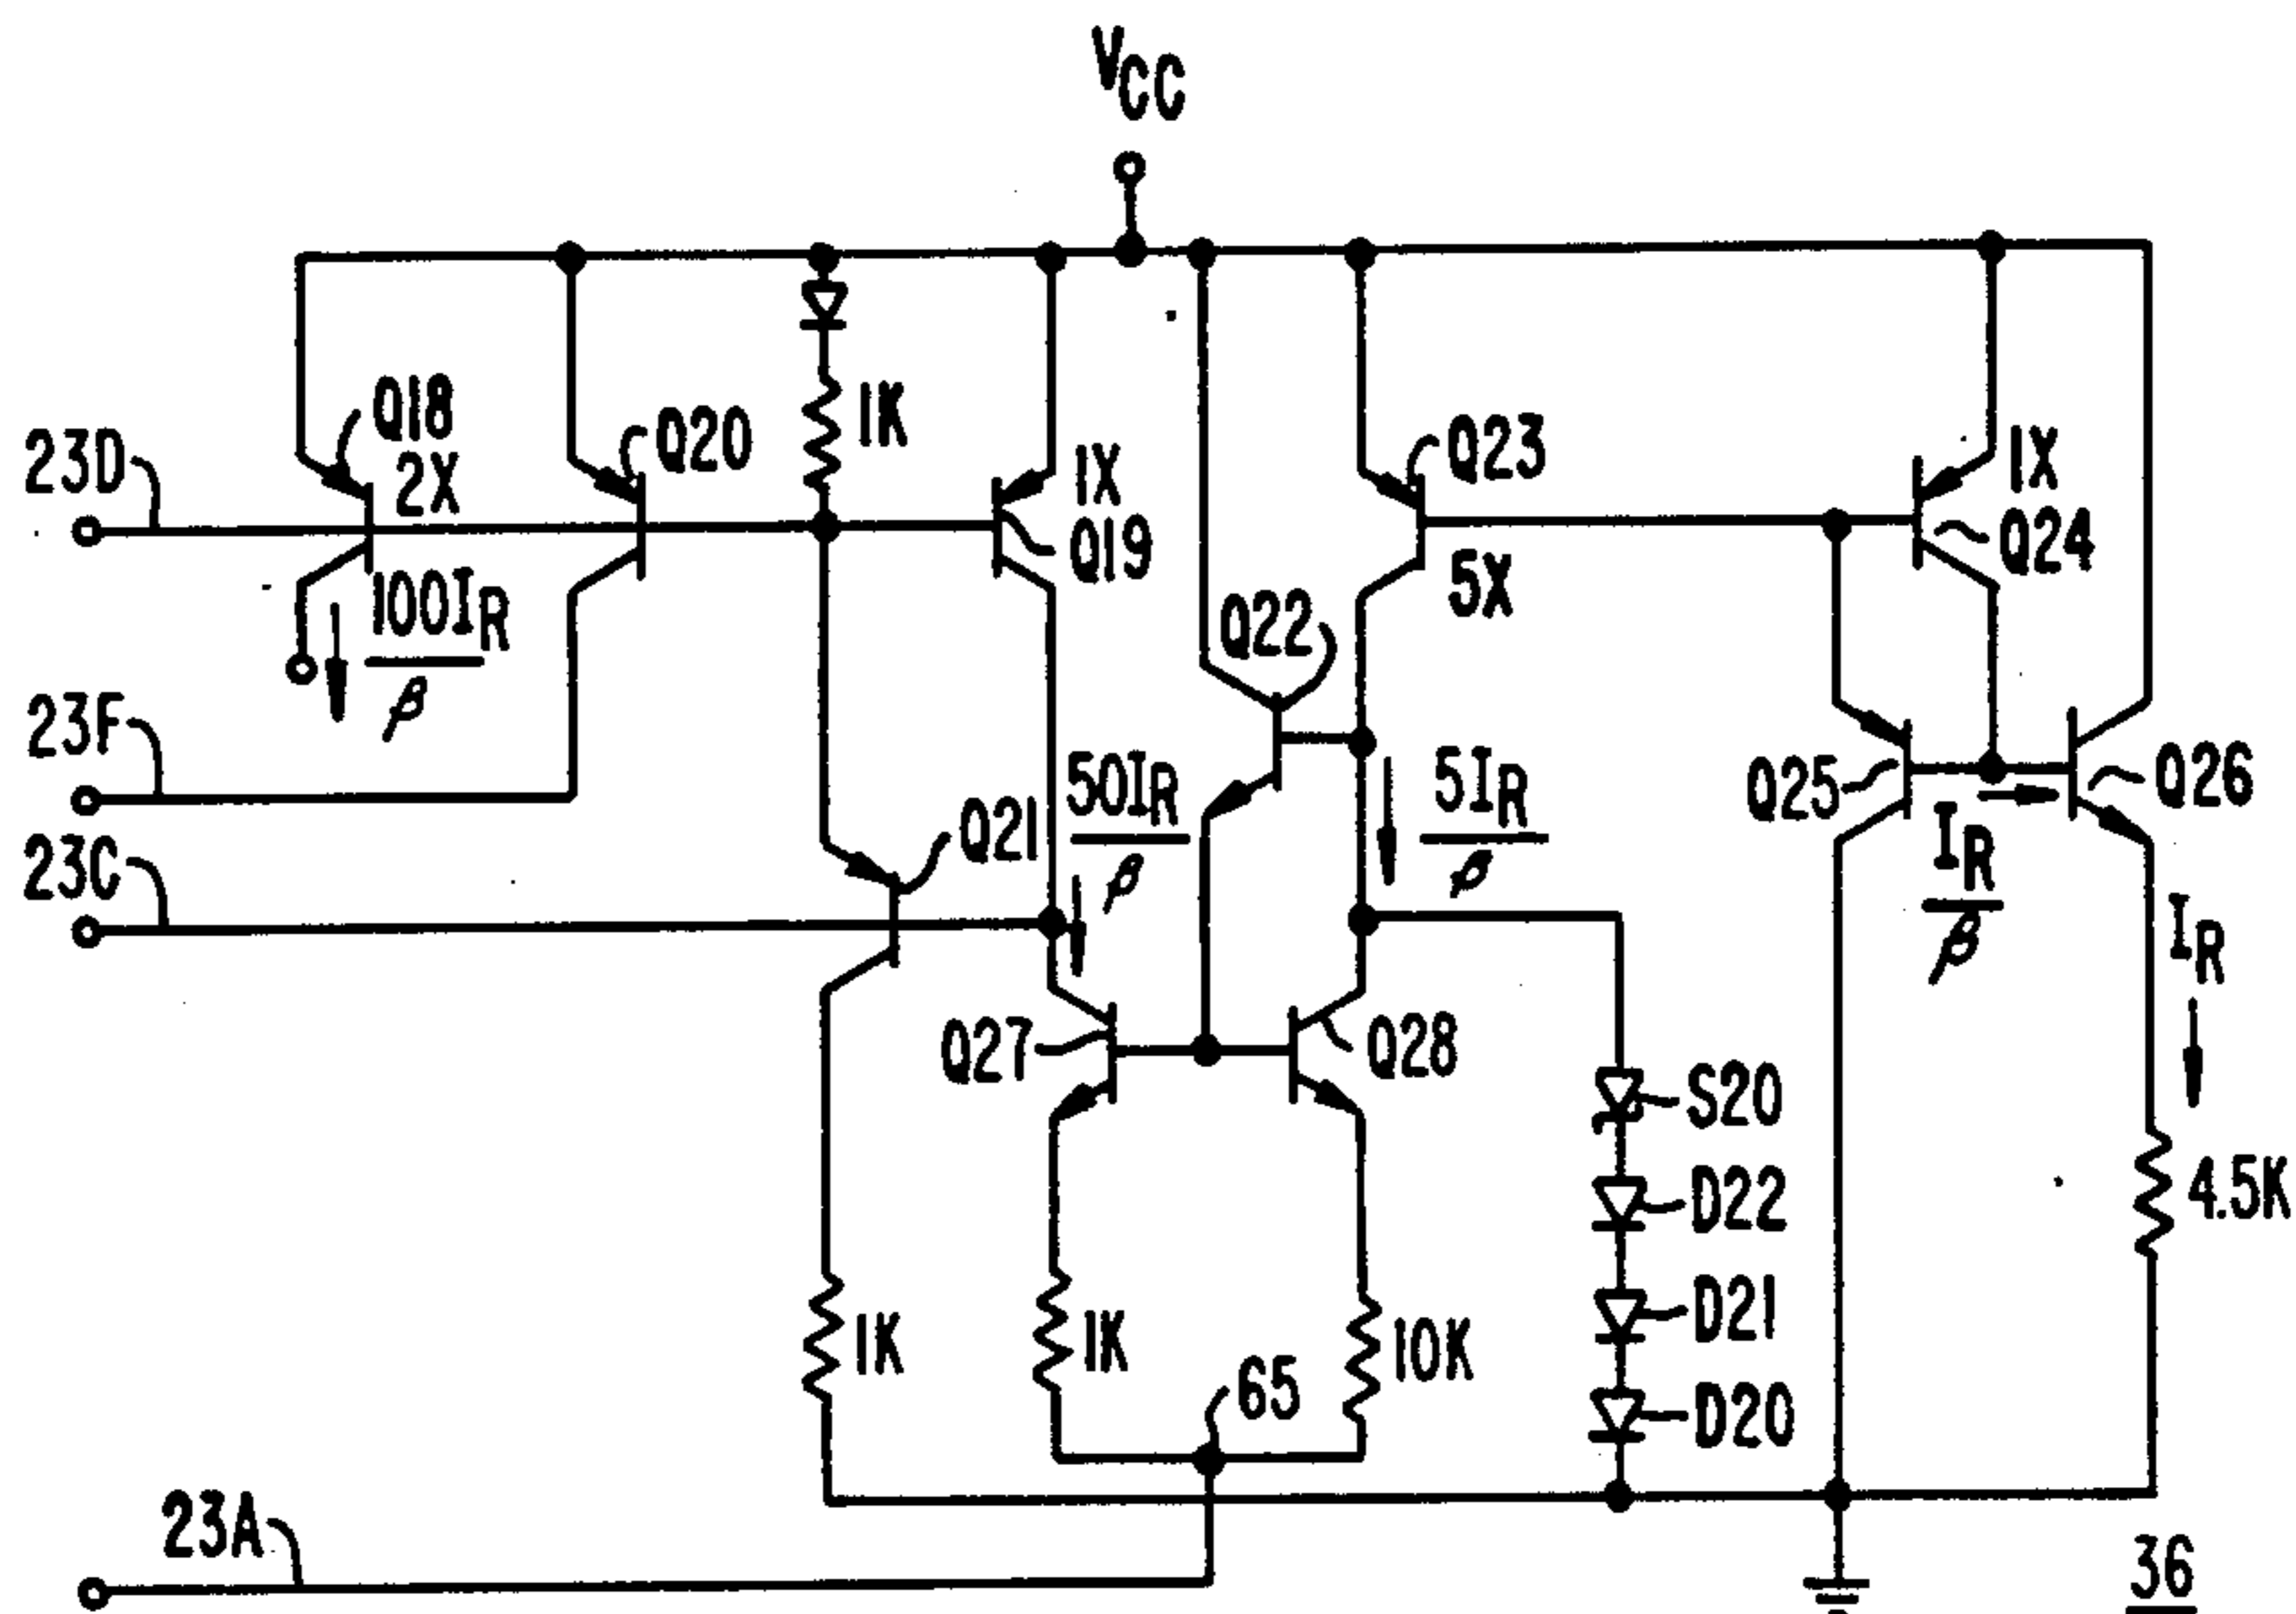 VCC
Q18
2X
Q20
1K
1X
Q19
Q23
5X
1X
Q24
23D
100IR
β
Q22
23F
50IR
β
5IR
β
Q25
IR
β
Q26
IR
23C
Q21
Q27
Q28
S20
D22
4.5K
D21
1K
1K
10K
D20
65
23A
36